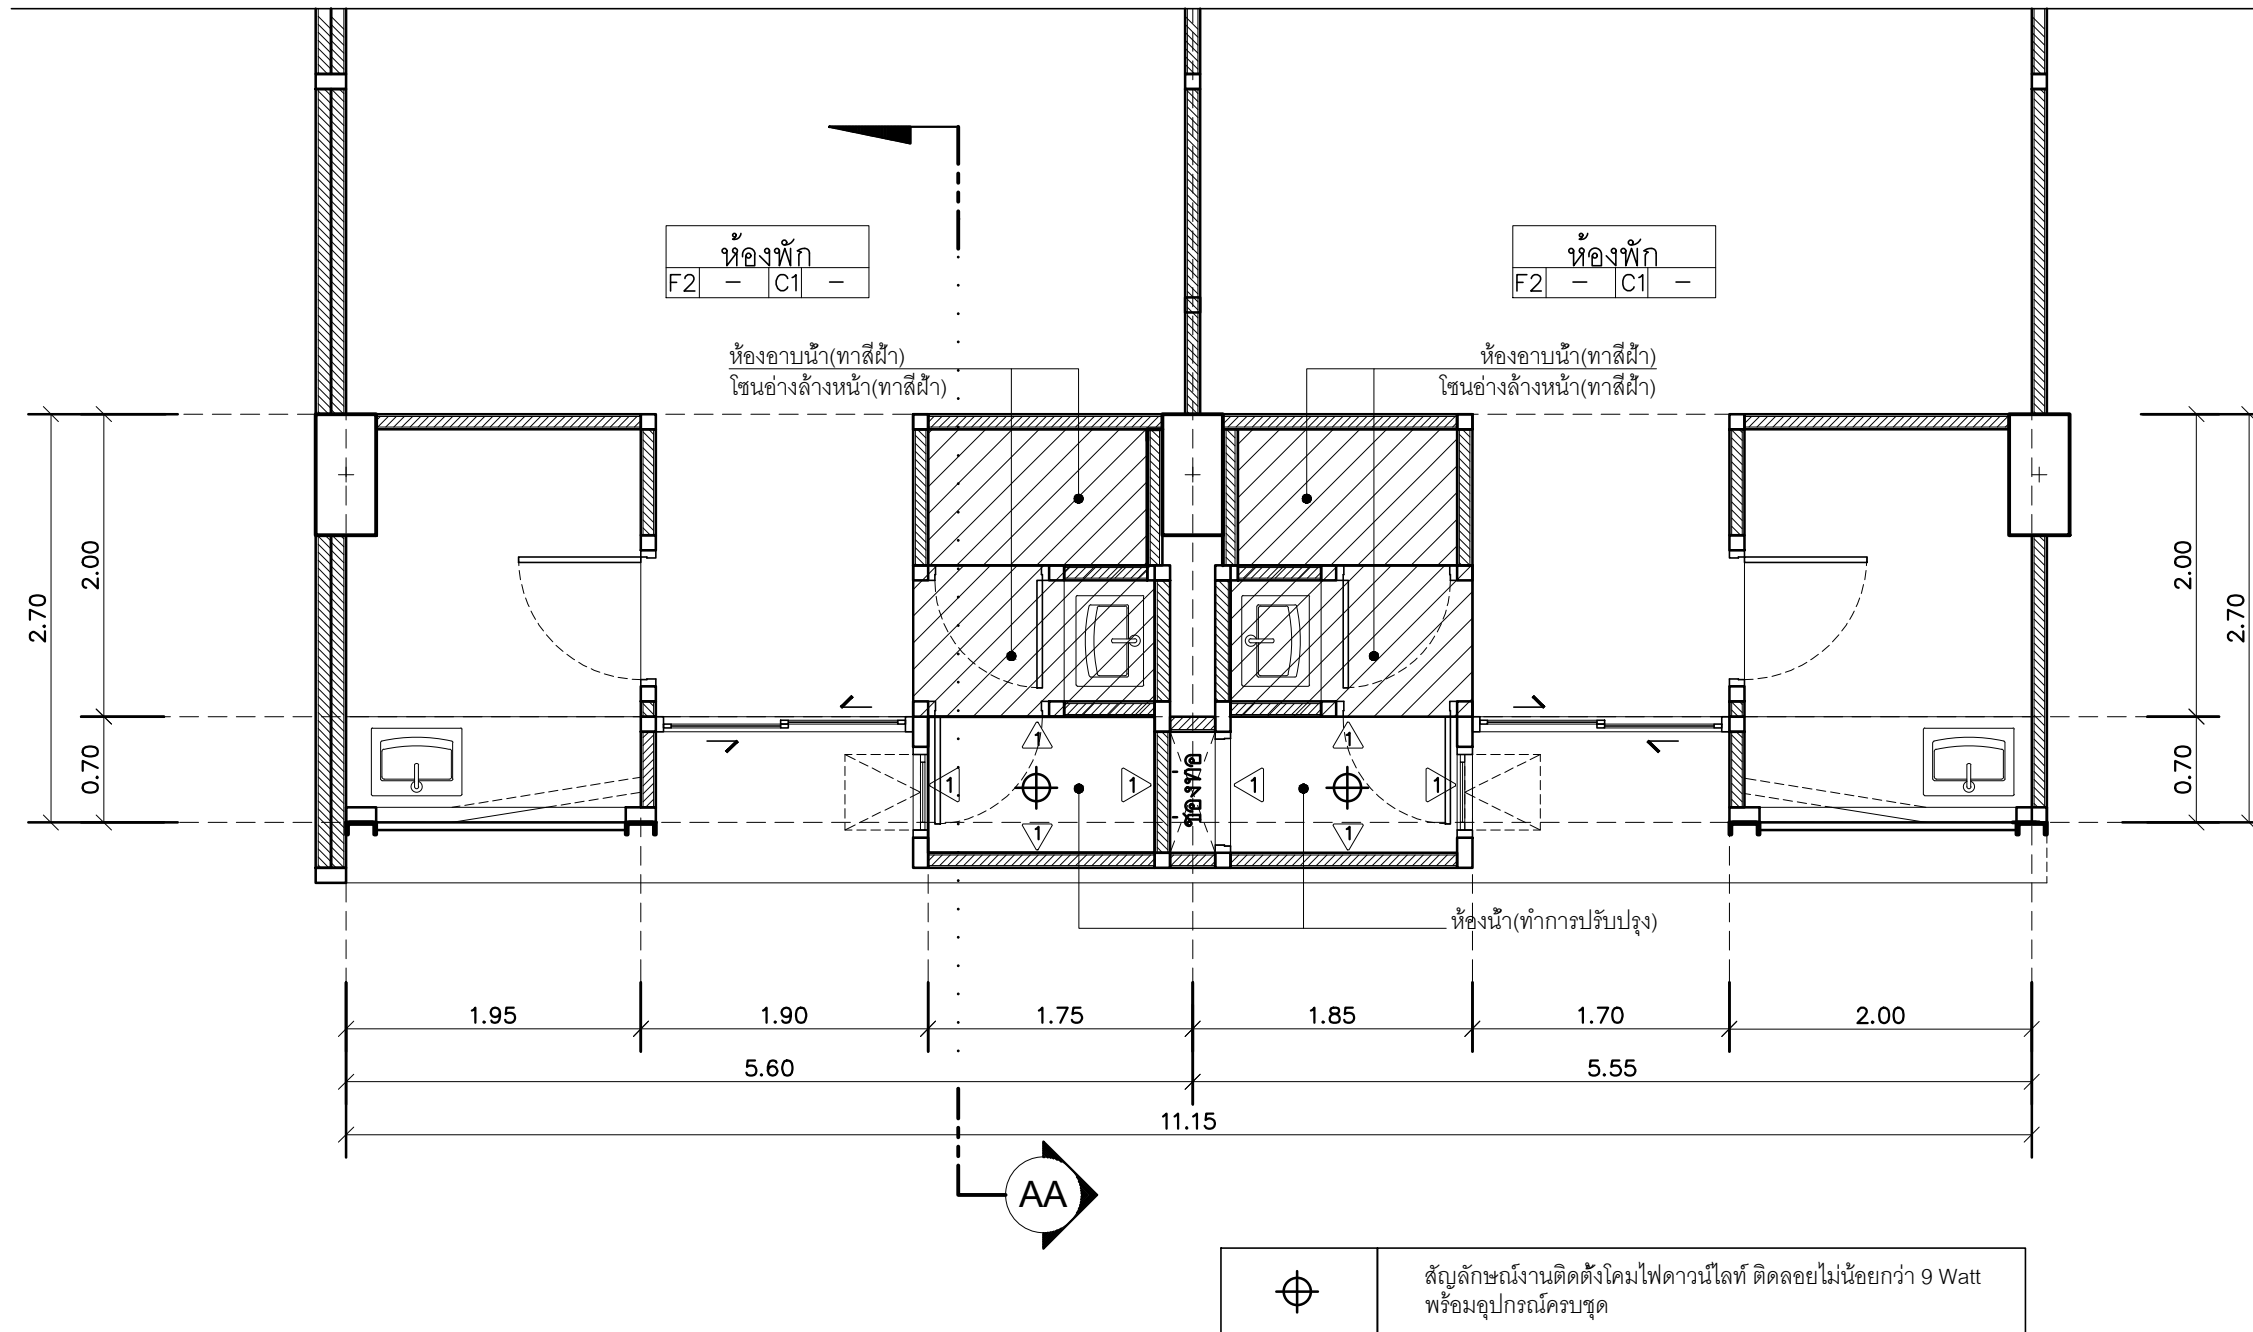 ห้องพัก
F2 – C1 –
ห้องพัก
F2 – C1 –
ห้องอาบน้ำ(ทาสีฝ้า)
โซนอ่างล้างหน้า(ทาสีฝ้า)
ห้องอาบน้ำ(ทาสีฝ้า)
โซนอ่างล้างหน้า(ทาสีฝ้า)
2.70
2.00
0.70
2.00
0.70
2.70
1
1
1
1
1
1
1
1
ช่องท่อ
ห้องน้ำ(ทำการปรับปรุง)
1.95 1.90 1.75 1.85 1.70 2.00
5.60 5.55
11.15
AA
สัญลักษณ์งานติดตั้งโคมไฟดาวน์ไลท์ ติดลอยไม่น้อยกว่า 9 Watt
พร้อมอุปกรณ์ครบชุด